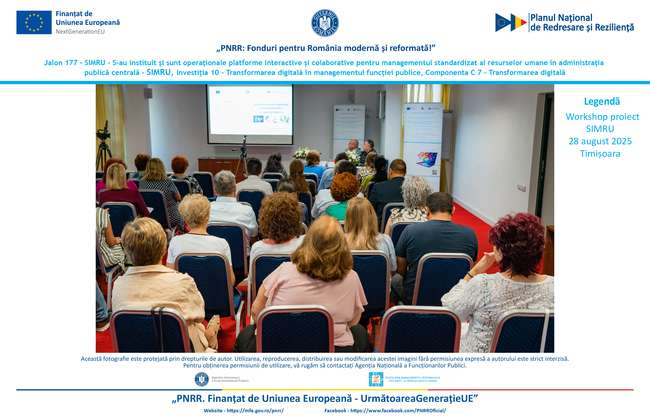 Finanțat de
Uniunea Europeană
NextGenerationEU
Planul Național
de Redresare și Reziliență
„PNRR: Fonduri pentru România modernă și reformată!”
Jalon 177 - SIMRU - S-au instituit și sunt operaționale platforme interactive și colaborative pentru managementul standardizat al resurselor umane în administrația
publică centrală - SIMRU, Investiția 10 - Transformarea digitală în managementul funcției publice, Componenta C 7 - Transformarea digitală
Legendă
Workshop proiect
SIMRU
28 august 2025
Timișoara
Această fotografie este protejată prin drepturile de autor. Utilizarea, reproducerea, distribuirea sau modificarea acestei imagini fără permisiunea expresă a autorului este strict interzisă.
Pentru obținerea permisiunii de utilizare, vă rugăm să contactați Agenția Națională a Funcționarilor Publici.
„PNRR. Finanțat de Uniunea Europeană - UrmătoareaGenerațieUE”
Website - https://mfe.gov.ro/pnrr/ Facebook - https://www.facebook.com/PNRROficial/